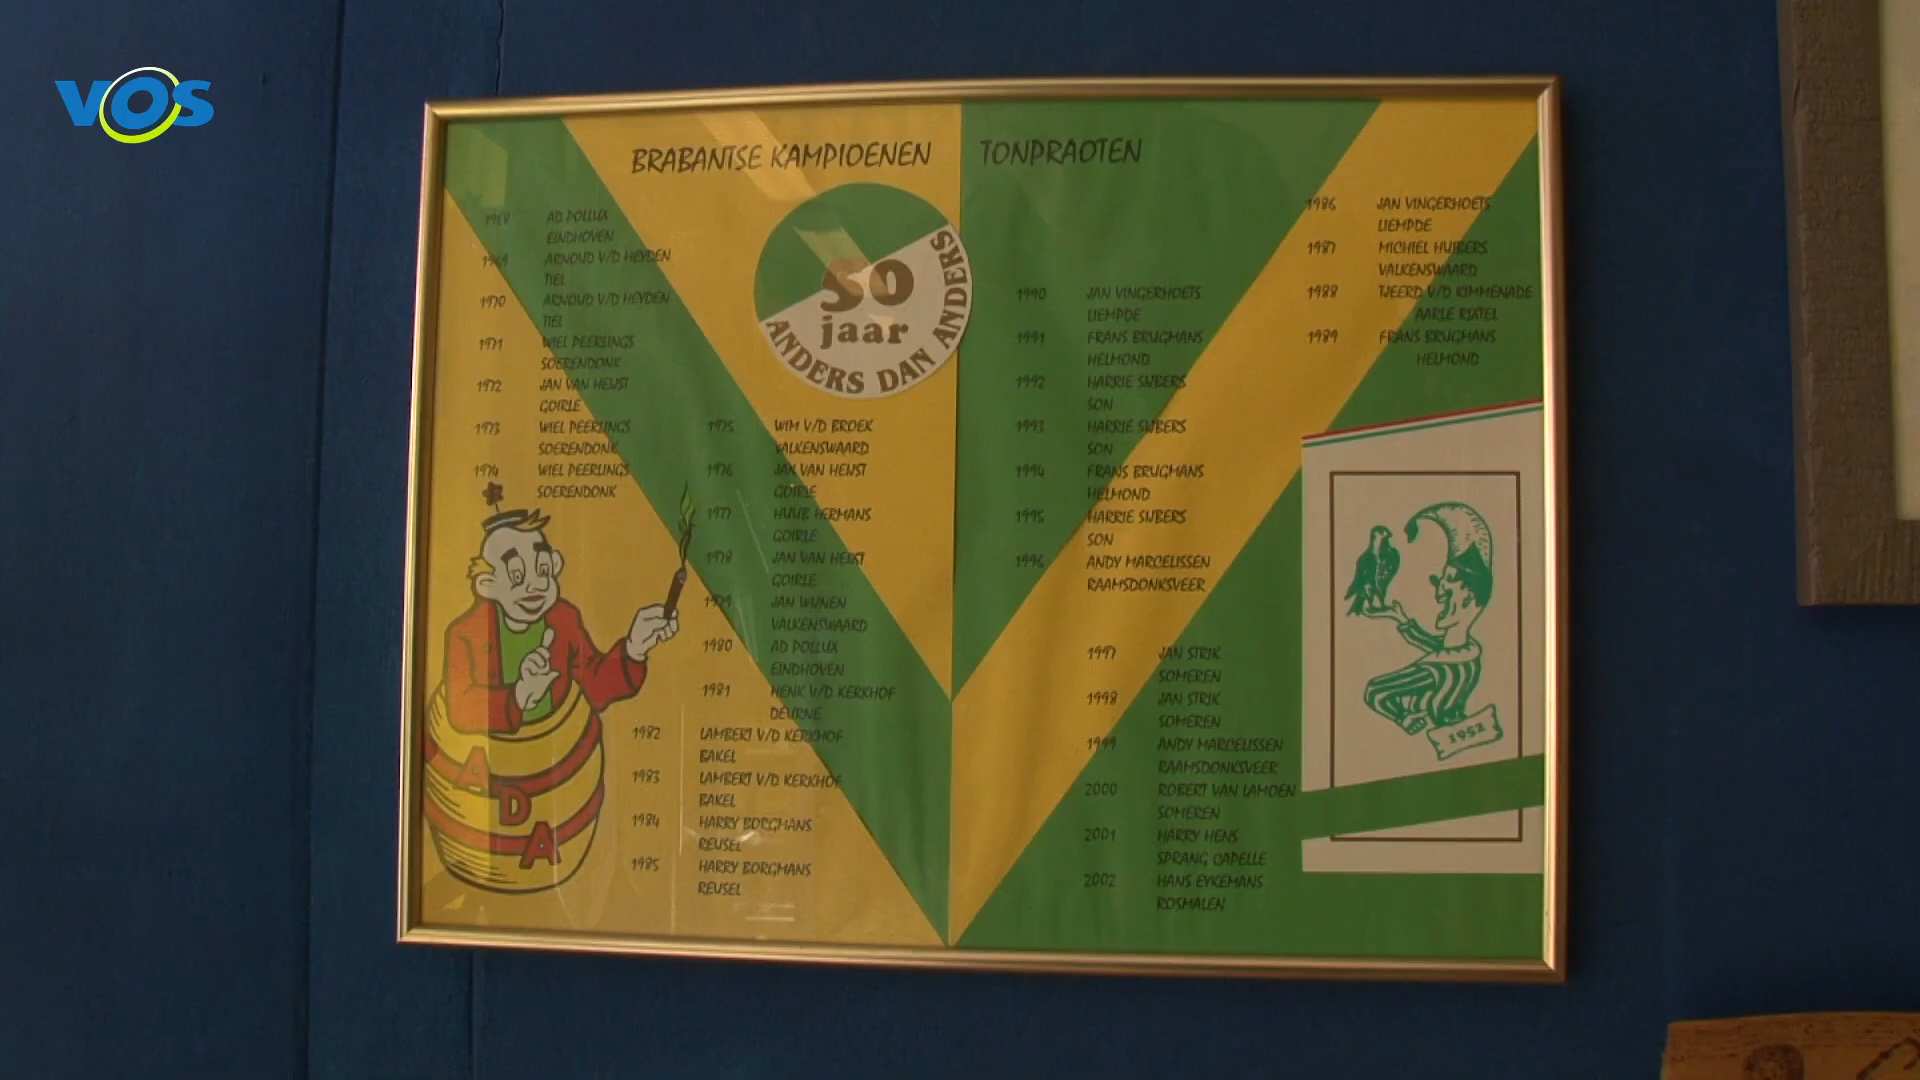 VOS
BRABANTSE KAMPIOENEN TONPRAOTEN
50
jaar
ANDERS DAN ANDERS
1968 AD POLLUX
EINDHOVEN
1969 ARNOUD V/D HEYDEN
TIEL
1970 ARNOUD V/D HEYDEN
TIEL
1971 WIEL PEERLINGS
SOERENDONK
1972 JAN VAN HEIJST
GOIRLE
1973 WIEL PEERLINGS
SOERENDONK
1974 WIEL PEERLINGS
SOERENDONK
1975 WIM V/D BROEK
VALKENSWAARD
1976 JAN VAN HEIJST
GOIRLE
1977 HUUB HERMANS
GOIRLE
1978 JAN VAN HEIJST
GOIRLE
1979 JAN WIJNEN
VALKENSWAARD
1980 AD POLLUX
EINDHOVEN
1981 HENK V/D KERKHOF
DEURNE
1982 LAMBERT V/D KERKHOF
BAKEL
1983 LAMBERT V/D KERKHOF
BAKEL
1984 HARRY BORGMANS
REUSEL
1985 HARRY BORGMANS
REUSEL
ADA
1986 JAN VINGERHOETS
LIEMPDE
1987 MICHIEL HUIBERS
VALKENSWAARD
1988 TJEERD V/D KIMMENADE
AARLE RIXTEL
1989 FRANS BRUGMANS
HELMOND
1990 JAN VINGERHOETS
LIEMPDE
1991 FRANS BRUGMANS
HELMOND
1992 HARRIE SIJBERS
SON
1993 HARRIE SIJBERS
SON
1994 FRANS BRUGMANS
HELMOND
1995 HARRIE SIJBERS
SON
1996 ANDY MARCELISSEN
RAAMSDONKSVEER
1997 JAN STRIK
SOMEREN
1998 JAN STRIK
SOMEREN
1999 ANDY MARCELISSEN
RAAMSDONKSVEER
2000 ROBERT VAN LAMOEN
SOMEREN
2001 HARRY HENS
SPRANG CAPELLE
2002 HANS EYKEMANS
ROSMALEN
1952